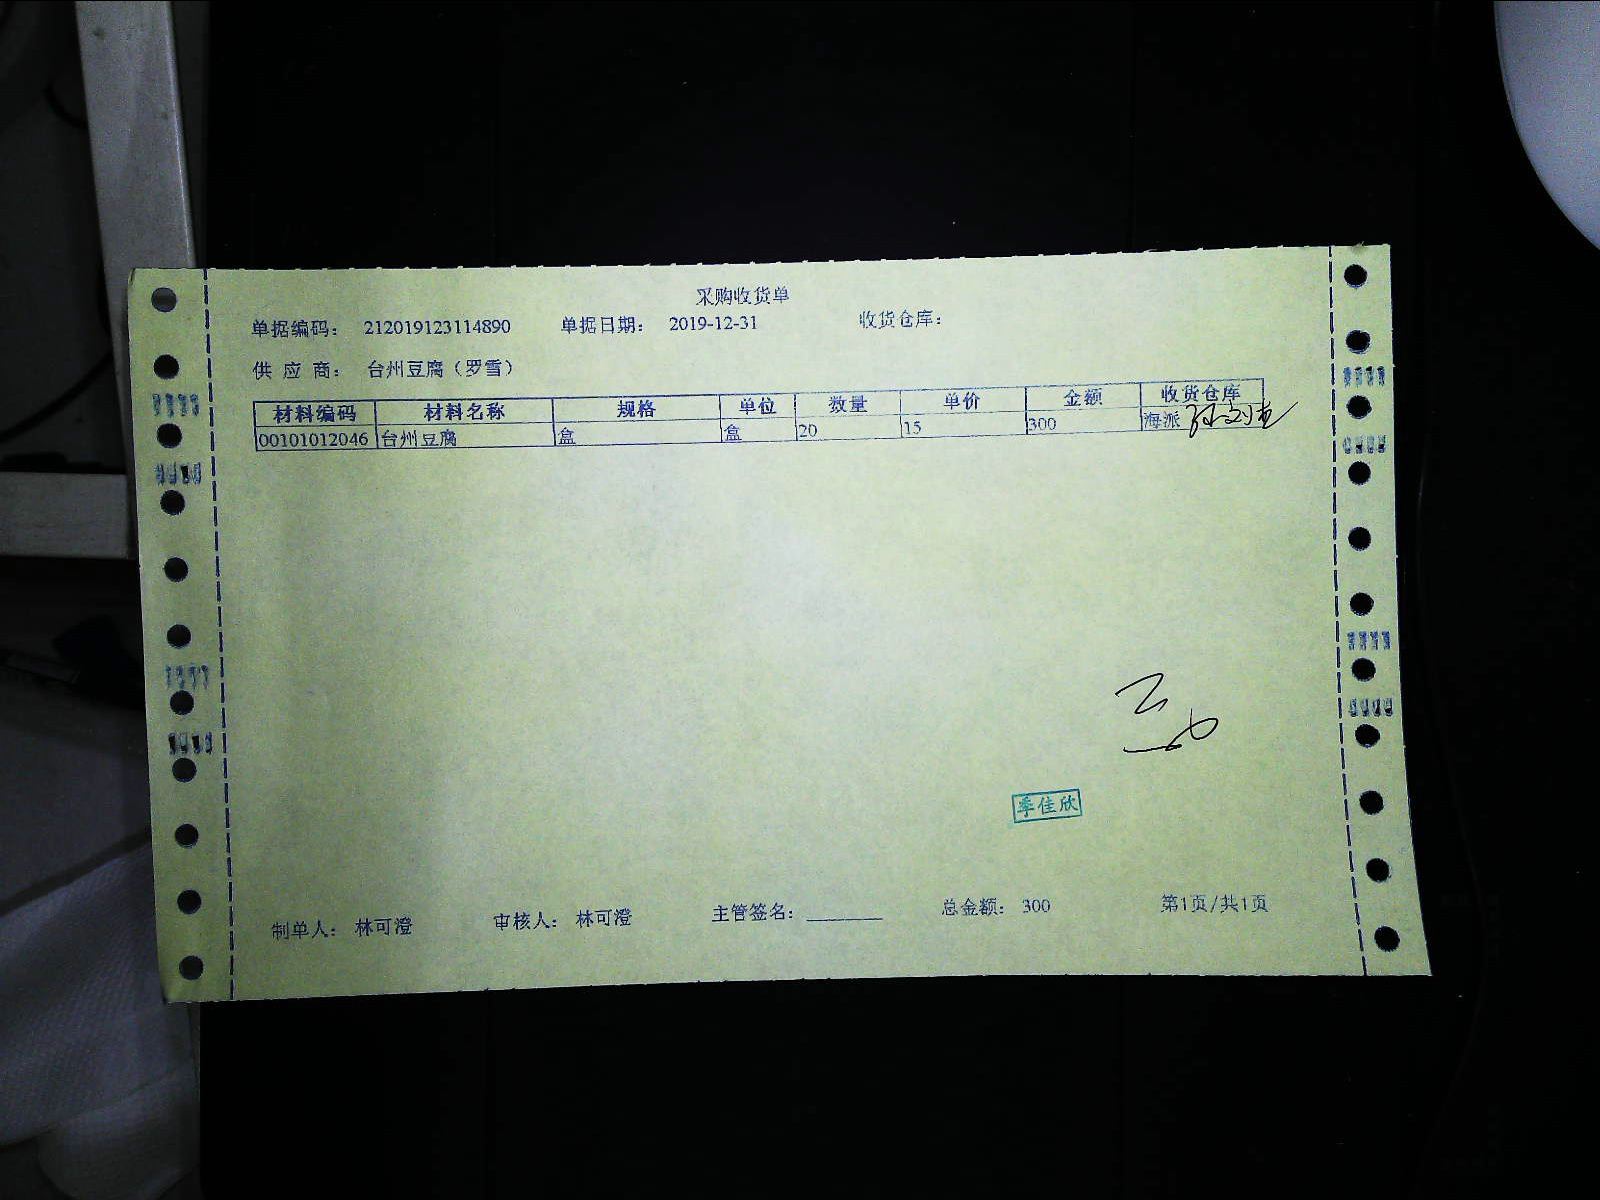 采购收货单
单据编码: 212019123114890 单据日期: 2019-12-31 收货仓库:
供 应 商: 台州豆腐（罗雪）
材料编码 材料名称 规格 单位 数量 单价 金额 收货仓库
00101012046 台州豆腐 盒 盒 20 15 300 海派
季佳欣
制单人: 林可澄 审核人: 林可澄 主管签名: ________ 总金额: 300 第1页/共1页